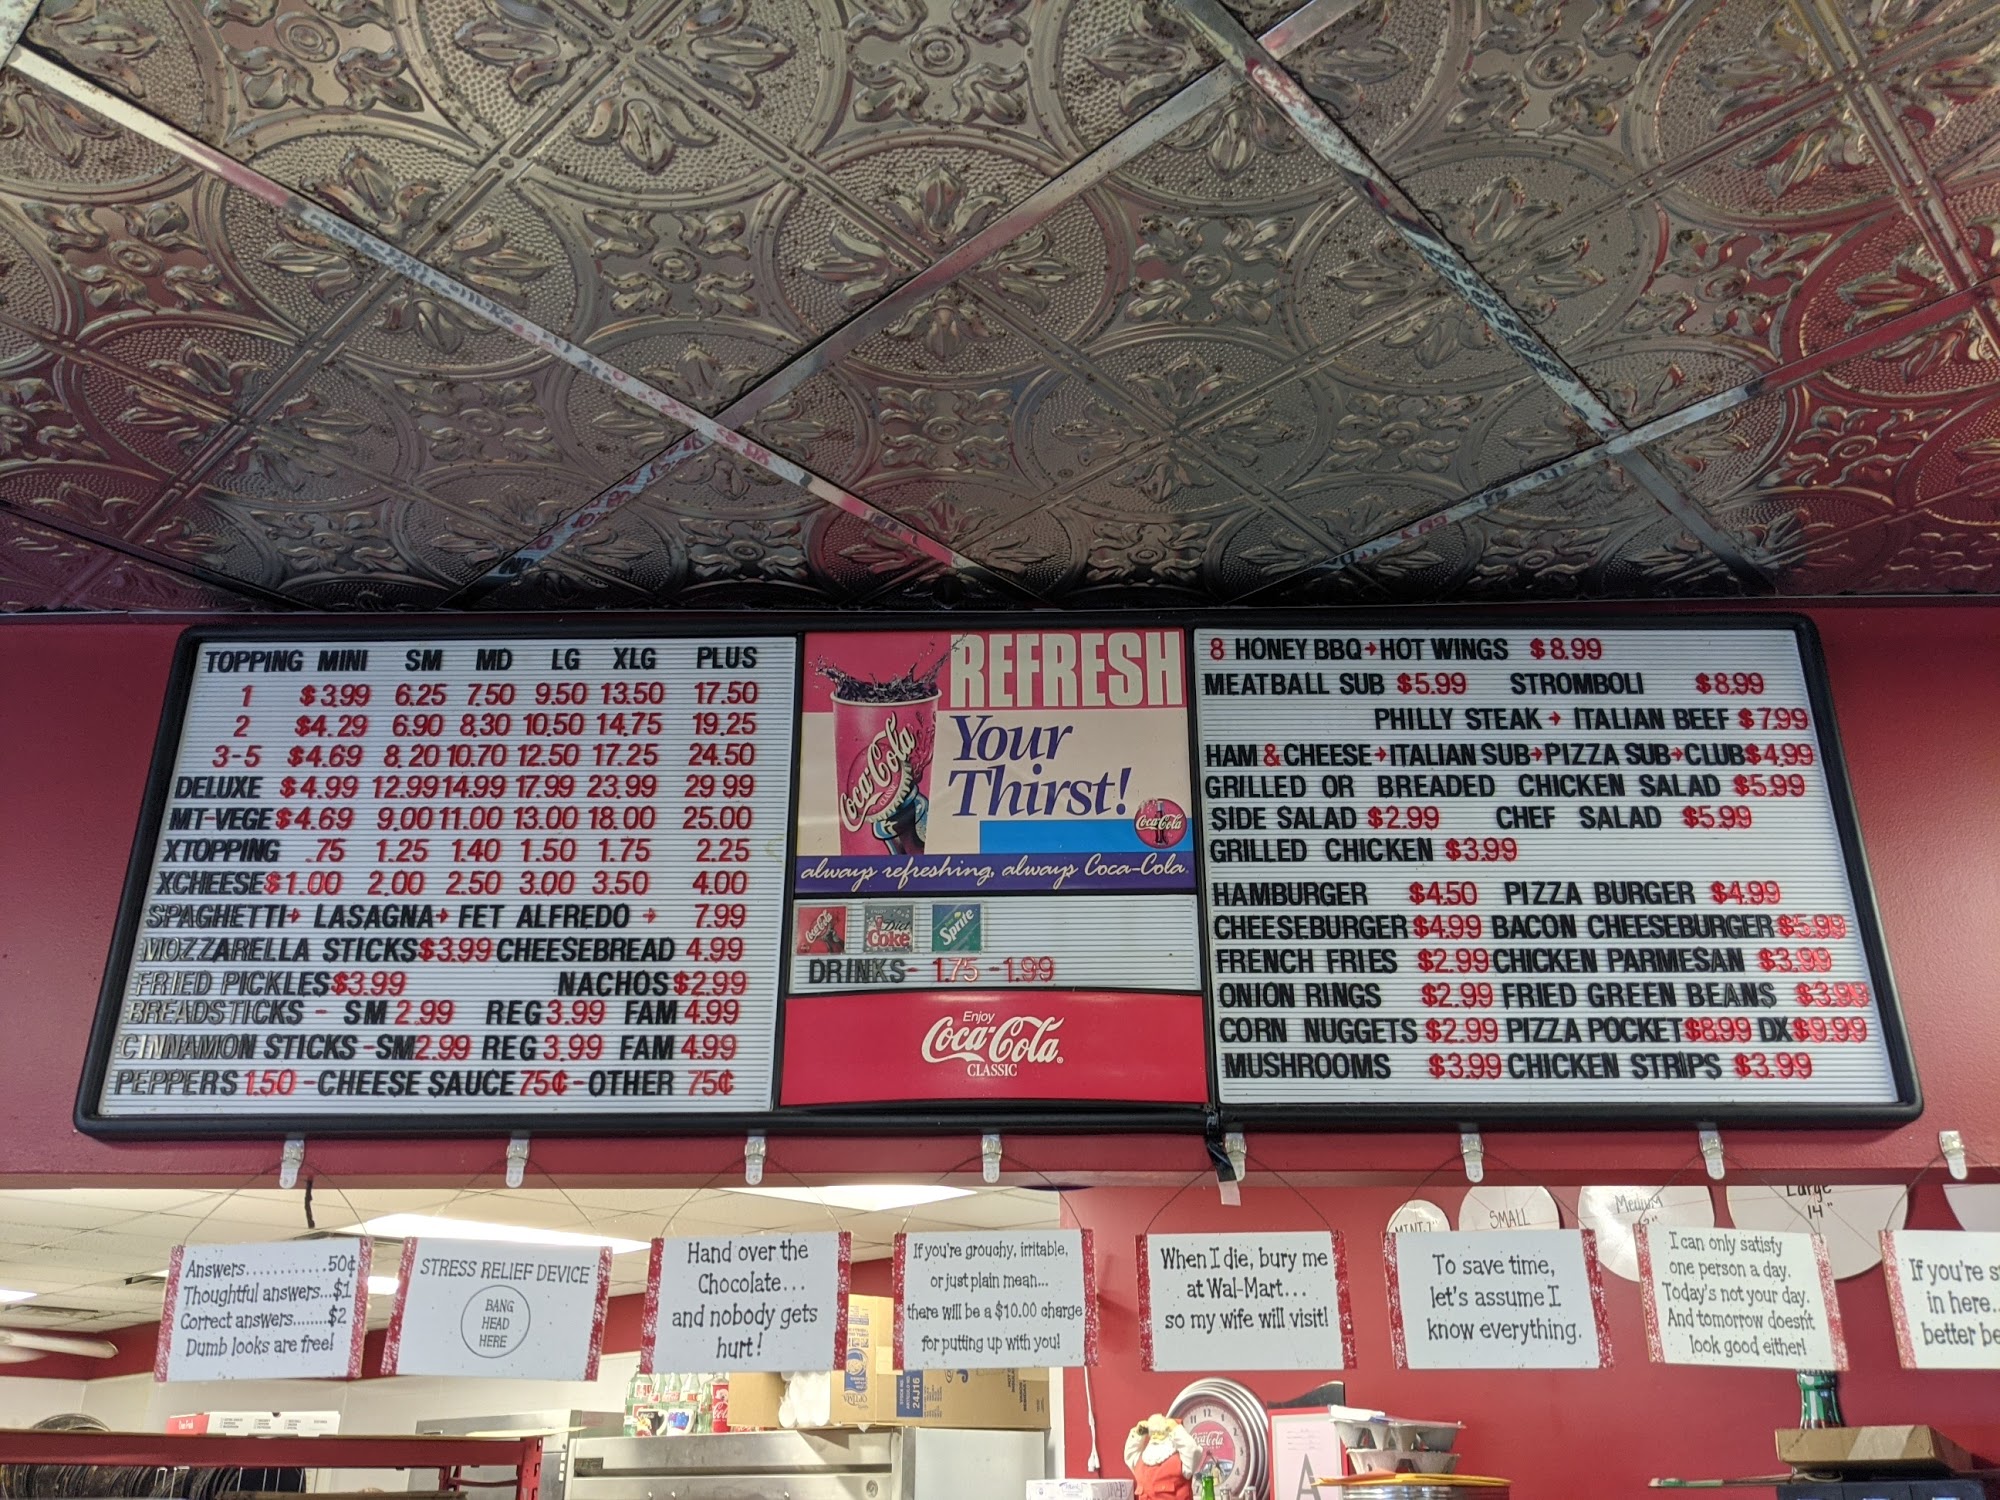 TOPPING MINI SM MD LG XLG PLUS
1 $3.99 6.25 7.50 9.50 13.50 17.50
2 $4.29 6.90 8.30 10.50 14.75 19.25
3-5 $4.69 8.20 10.70 12.50 17.25 24.50
DELUXE $4.99 12.99 14.99 17.99 23.99 29 99
MT-VEGE $4.69 9.00 11.00 13.00 18.00 25.00
XTOPPING .75 1.25 1.40 1.50 1.75 2.25
XCHEESE $1.00 2.00 2.50 3.00 3.50 4.00
SPAGHETTI LASAGNA FET ALFREDO 7.99
MOZZARELLA STICKS $3.99 CHEESEBREAD 4.99
FRIED PICKLES $3.99 NACHOS $2.99
BREADSTICKS - SM 2.99 REG 3.99 FAM 4.99
CINNAMON STICKS - SM 2.99 REG 3.99 FAM 4.99
PEPPERS 1.50 - CHEESE SAUCE 75¢ - OTHER 75¢
REFRESH
Your
Thirst!
Coca-Cola
CLASSIC
Coca-Cola
always refreshing, always Coca-Cola.
Coca-Cola
Diet Coke
Sprite
DRINKS - 1.75 - 1.99
Enjoy
Coca-Cola®
CLASSIC
8 HONEY BBQ HOT WINGS $8.99
MEATBALL SUB $5.99 STROMBOLI $8.99
PHILLY STEAK ITALIAN BEEF $7.99
HAM & CHEESE ITALIAN SUB PIZZA SUB CLUB $4.99
GRILLED OR BREADED CHICKEN SALAD $5.99
SIDE SALAD $2.99 CHEF SALAD $5.99
GRILLED CHICKEN $3.99
HAMBURGER $4.50 PIZZA BURGER $4.99
CHEESEBURGER $4.99 BACON CHEESEBURGER $5.99
FRENCH FRIES $2.99 CHICKEN PARMESAN $3.99
ONION RINGS $2.99 FRIED GREEN BEANS $3.99
CORN NUGGETS $2.99 PIZZA POCKET $8.99 DX $9.99
MUSHROOMS $3.99 CHICKEN STRIPS $3.99
MINI 7"
SMALL
Medium
Large
14"
Answers............50¢
Thoughtful answers...$1
Correct answers........$2
Dumb looks are free!
STRESS RELIEF DEVICE
BANG
HEAD
HERE
Hand over the
Chocolate...
and nobody gets
hurt!
If you're grouchy, irritable,
or just plain mean...
there will be a $10.00 charge
for putting up with you!
When I die, bury me
at Wal-Mart...
so my wife will visit!
To save time,
let's assume I
know everything.
I can only satisfy
one person a day.
Today's not your day.
And tomorrow doesn't
look good either!
If you're
in here..
better
24J16
Coca-Cola